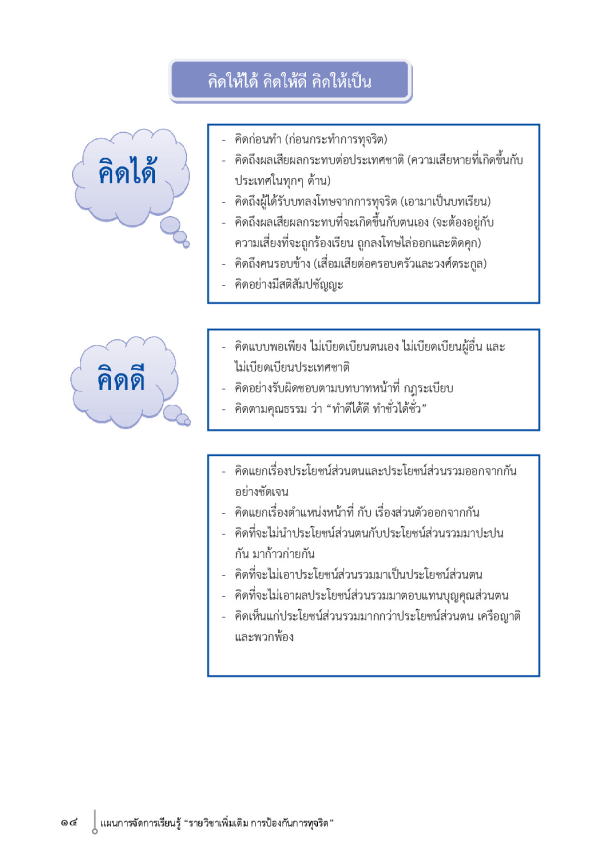 คิดให้ได้ คิดให้ดี คิดให้เป็น
คิดได้
- คิดก่อนทำ (ก่อนกระทำการทุจริต)
- คิดถึงผลเสียผลกระทบต่อประเทศชาติ (ความเสียหายที่เกิดขึ้นกับ
ประเทศในทุกๆ ด้าน)
- คิดถึงผู้ได้รับบทลงโทษจากการทุจริต (เอามาเป็นบทเรียน)
- คิดถึงผลเสียผลกระทบที่จะเกิดขึ้นกับตนเอง (จะต้องอยู่กับ
ความเสี่ยงที่จะถูกร้องเรียน ถูกลงโทษไล่ออกและติดคุก)
- คิดถึงคนรอบข้าง (เสื่อมเสียต่อครอบครัวและวงศ์ตระกูล)
- คิดอย่างมีสติสัมปชัญญะ
คิดดี
- คิดแบบพอเพียง ไม่เบียดเบียนตนเอง ไม่เบียดเบียนผู้อื่น และ
ไม่เบียดเบียนประเทศชาติ
- คิดอย่างรับผิดชอบตามบทบาทหน้าที่ กฎระเบียบ
- คิดตามคุณธรรม ว่า “ทำดีได้ดี ทำชั่วได้ชั่ว”
- คิดแยกเรื่องประโยชน์ส่วนตนและประโยชน์ส่วนรวมออกจากกัน
อย่างชัดเจน
- คิดแยกเรื่องตำแหน่งหน้าที่ กับ เรื่องส่วนตัวออกจากกัน
- คิดที่จะไม่นำประโยชน์ส่วนตนกับประโยชน์ส่วนรวมมาปะปน
กัน มาก้าวก่ายกัน
- คิดที่จะไม่เอาประโยชน์ส่วนรวมมาเป็นประโยชน์ส่วนตน
- คิดที่จะไม่เอาผลประโยชน์ส่วนรวมมาตอบแทนบุญคุณส่วนตน
- คิดเห็นแก่ประโยชน์ส่วนรวมมากกว่าประโยชน์ส่วนตน เครือญาติ
และพวกพ้อง
๑๔ แผนการจัดการเรียนรู้ “รายวิชาเพิ่มเติม การป้องกันการทุจริต”